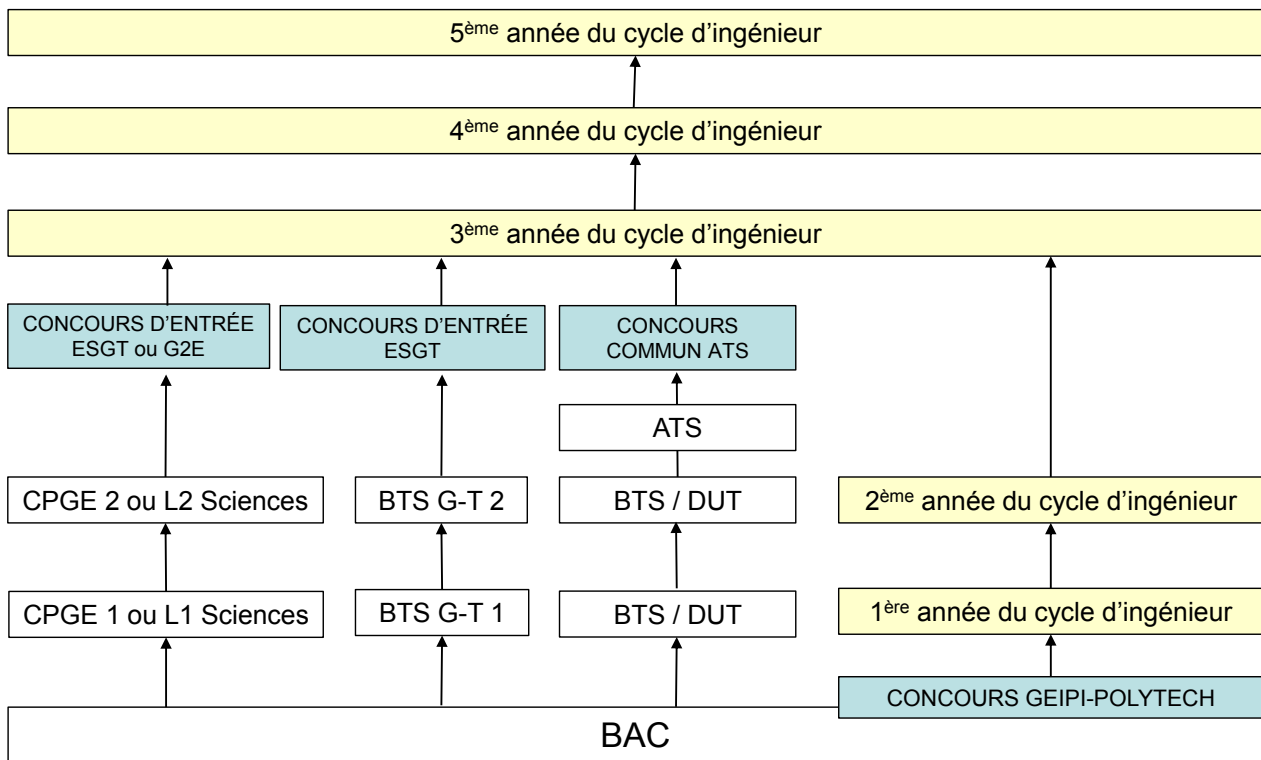 5ème année du cycle d'ingénieur
4ème année du cycle d'ingénieur
3ème année du cycle d'ingénieur
CONCOURS D'ENTRÉE
ESGT ou G2E
CONCOURS D'ENTRÉE
ESGT
CONCOURS
COMMUN ATS
ATS
CPGE 2 ou L2 Sciences
BTS G-T 2
BTS / DUT
2ème année du cycle d'ingénieur
CPGE 1 ou L1 Sciences
BTS G-T 1
BTS / DUT
1ère année du cycle d'ingénieur
CONCOURS GEIPI-POLYTECH
BAC